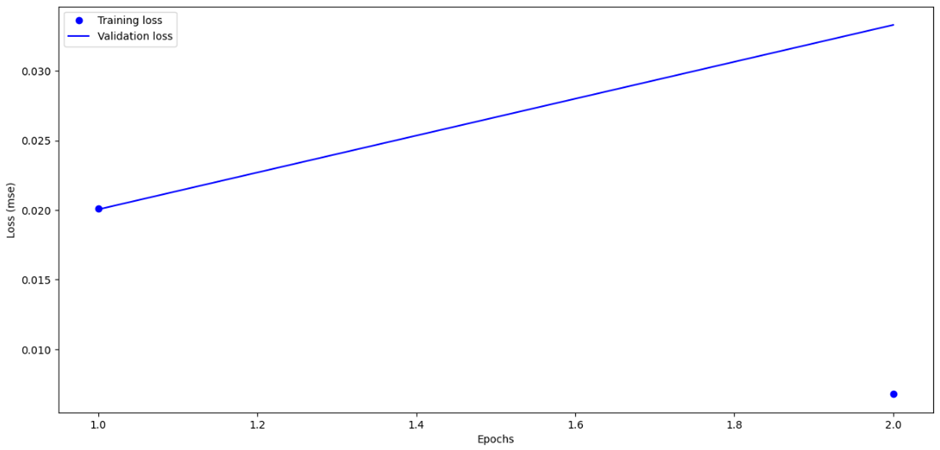 Training loss
Validation loss
0.030
0.025
0.020
0.015
0.010
Loss (mse)
1.0 1.2 1.4 1.6 1.8 2.0
Epochs